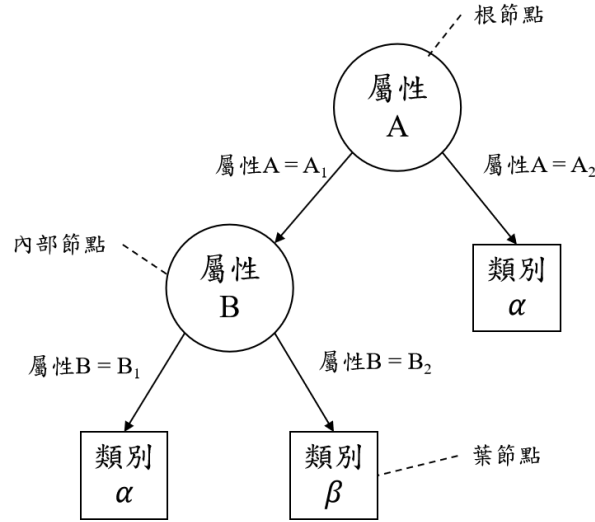 根節點
屬性
A
屬性A = A₁
屬性A = A₂
內部節點
屬性
B
類別
α
屬性B = B₁
屬性B = B₂
類別
α
類別
β
葉節點